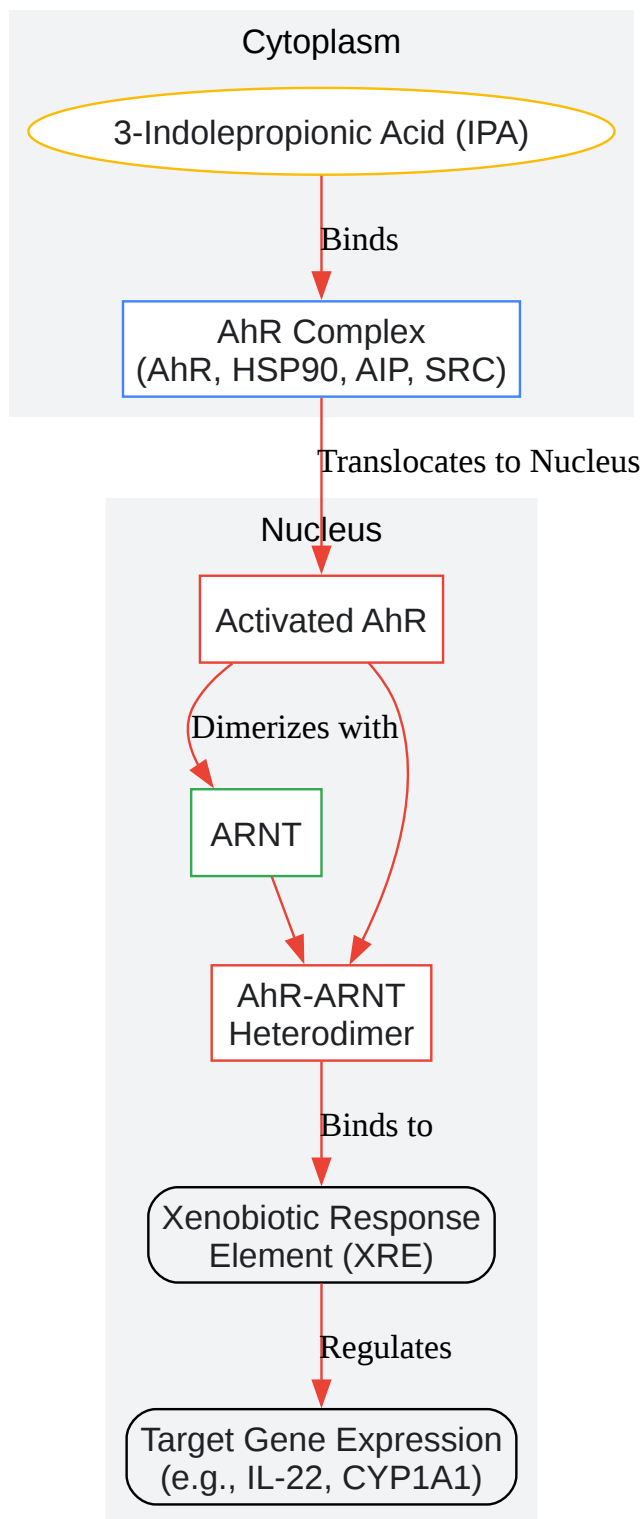 Cytoplasm
3-Indolepropionic Acid (IPA)
Binds
AhR Complex
(AhR, HSP90, AIP, SRC)
Translocates to Nucleus
Nucleus
Activated AhR
Dimerizes with
ARNT
AhR-ARNT
Heterodimer
Binds to
Xenobiotic Response
Element (XRE)
Regulates
Target Gene Expression
(e.g., IL-22, CYP1A1)